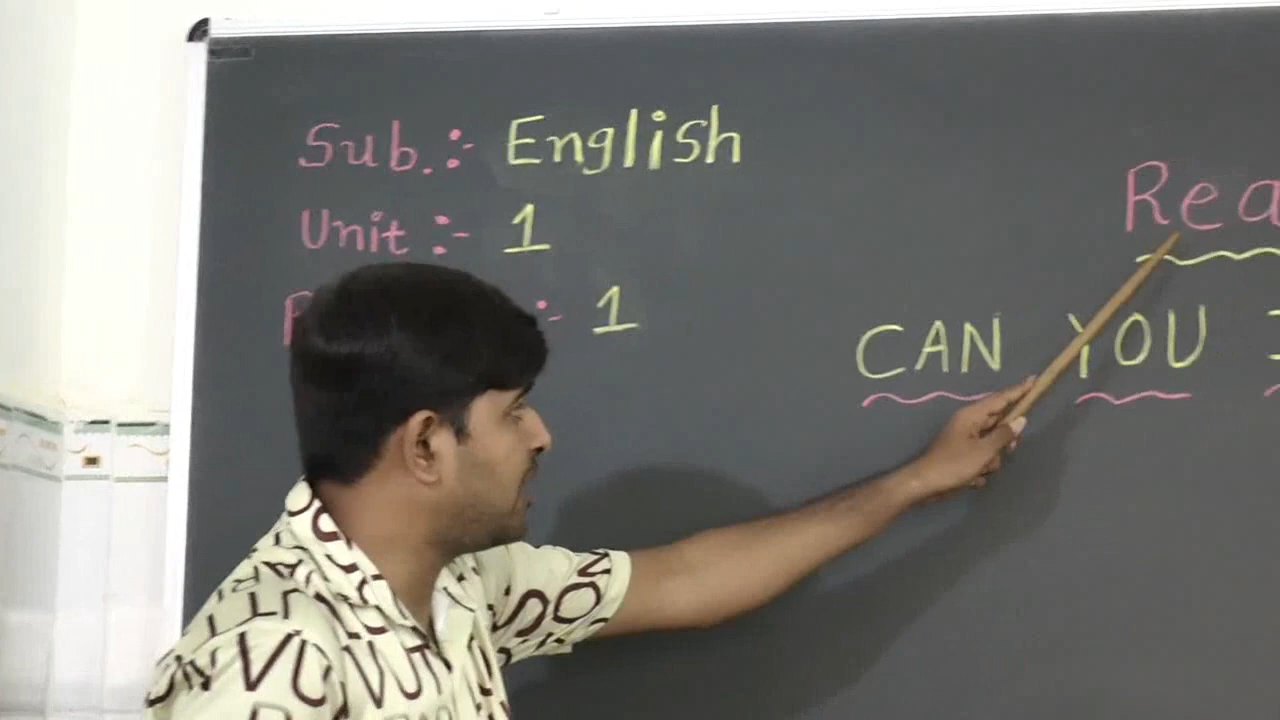 Sub.:- English
Unit :- 1
:- 1
Rea
CAN YOU